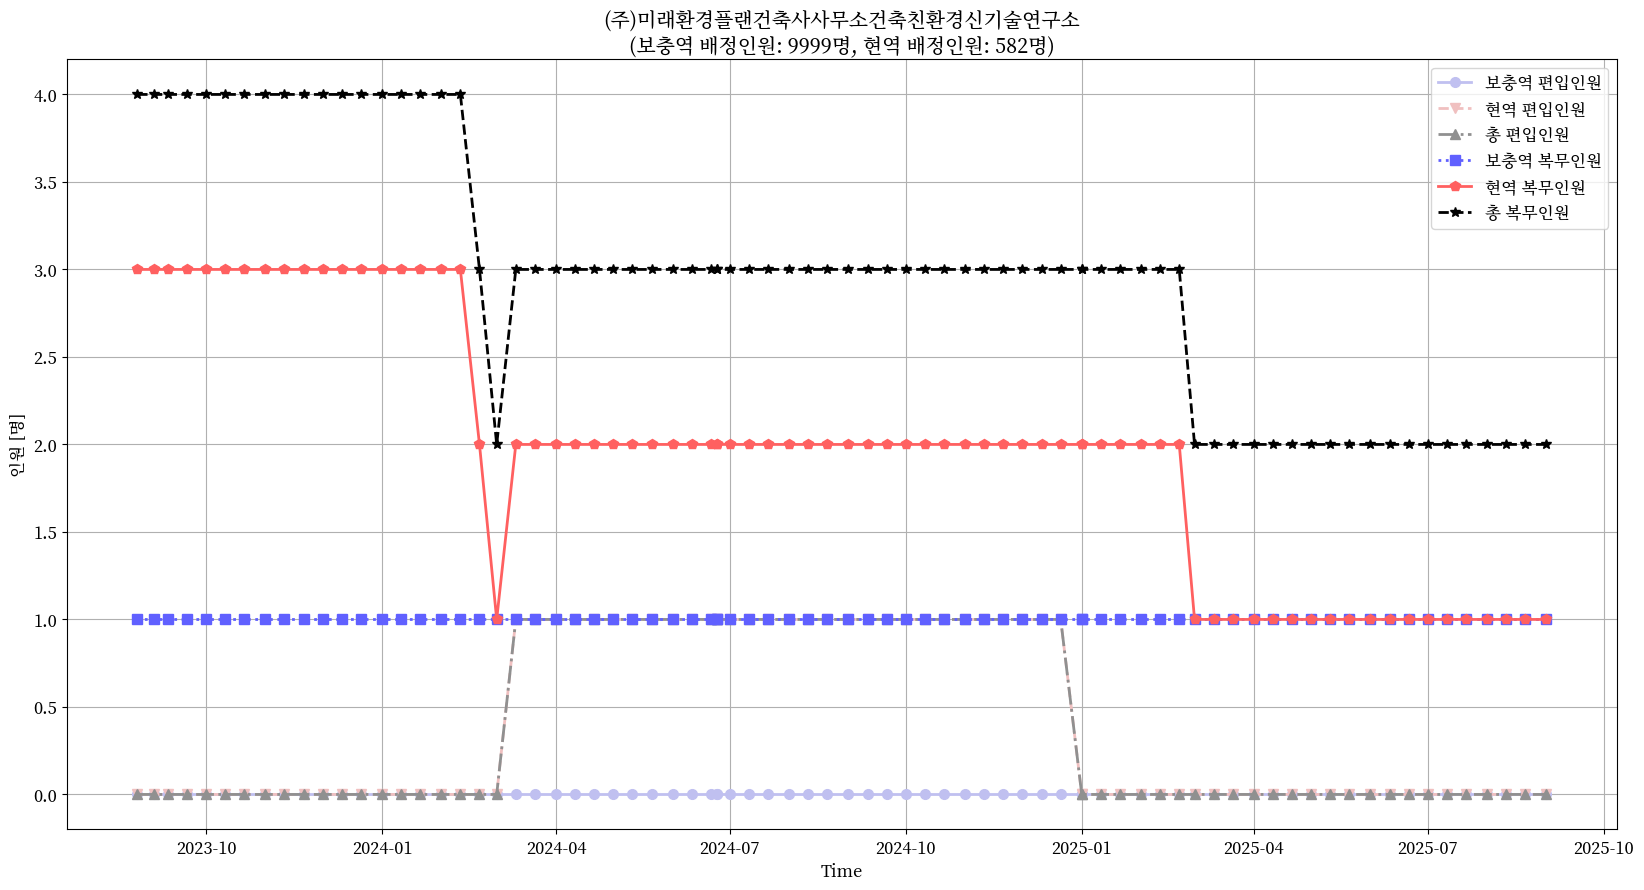 (주)미래환경플랜건축사사무소건축친환경신기술연구소
(보충역 배정인원: 9999명, 현역 배정인원: 582명)
보충역 편입인원
현역 편입인원
총 편입인원
보충역 복무인원
현역 복무인원
총 복무인원
4.0
3.5
3.0
2.5
2.0
1.5
1.0
0.5
0.0
인원 [명]
2023-10
2024-01
2024-04
2024-07
2024-10
2025-01
2025-04
2025-07
2025-10
Time